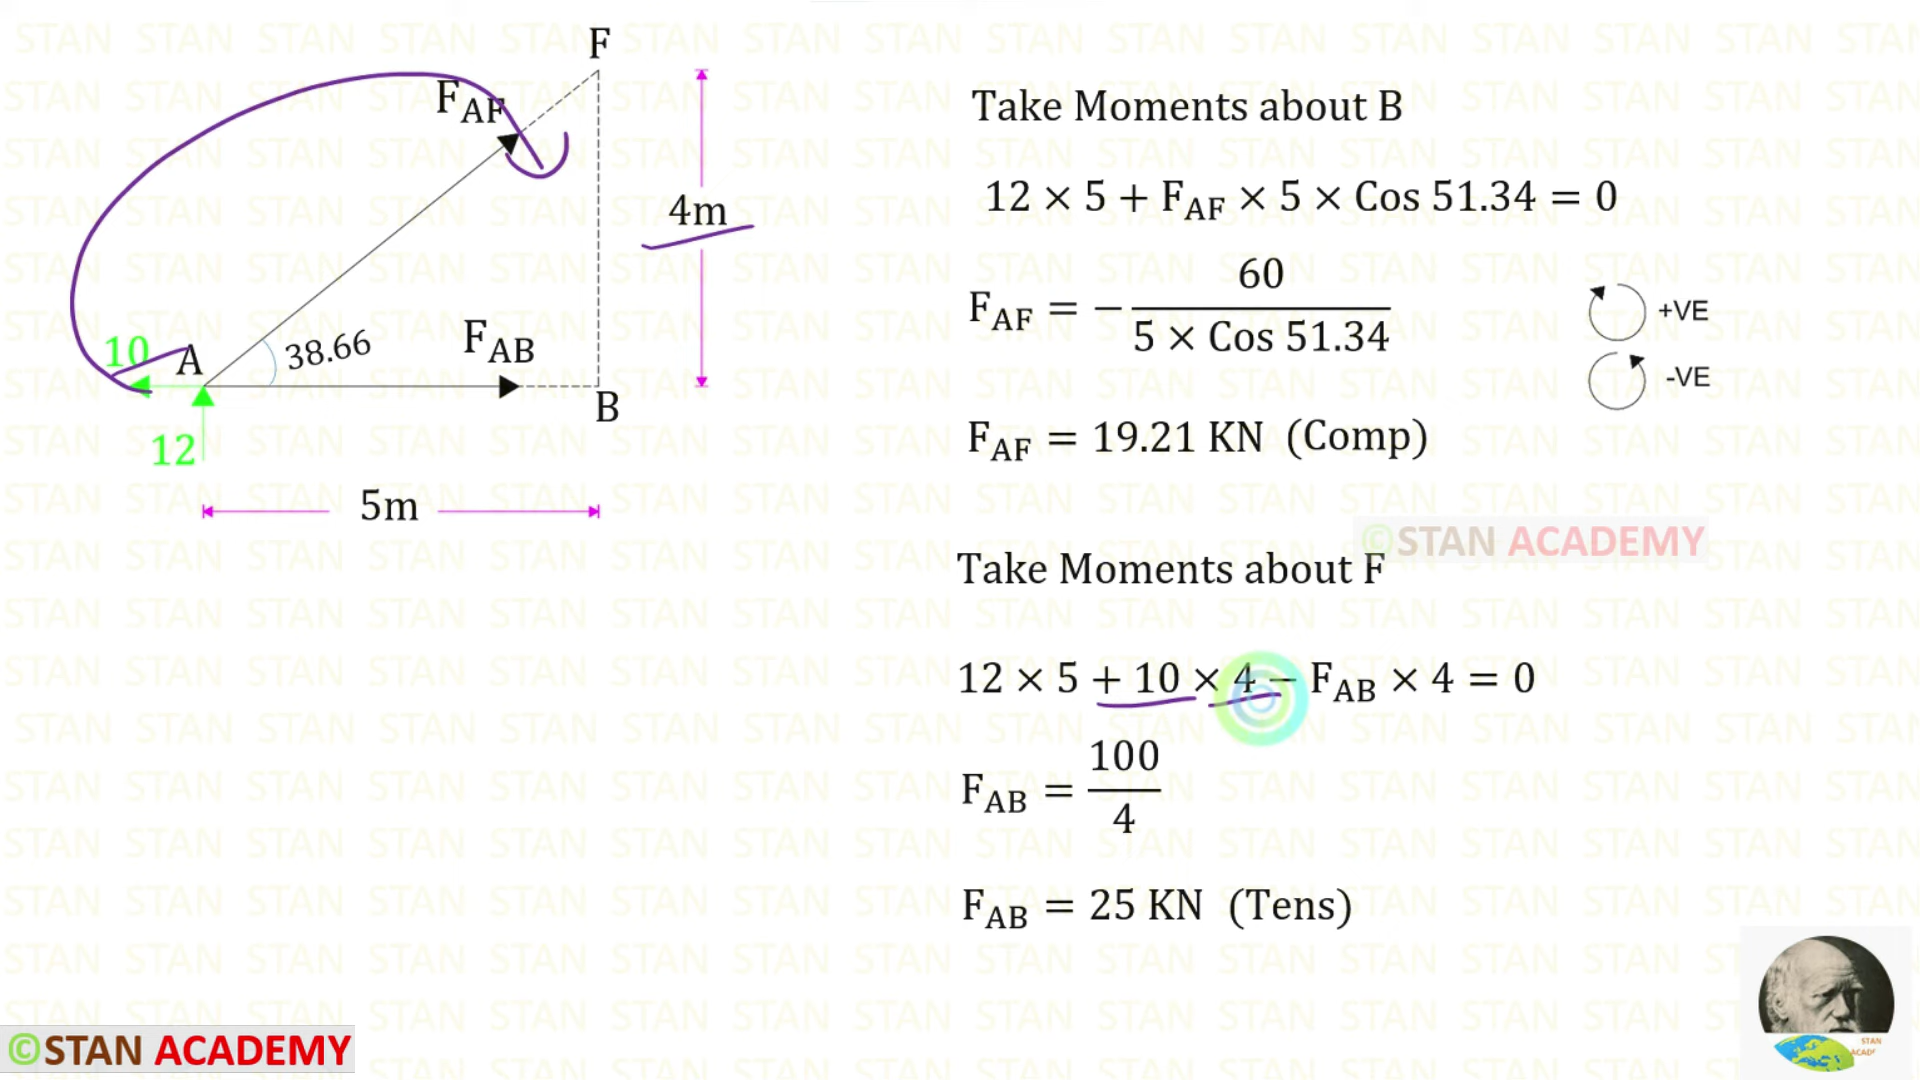 F
F_AF
4m
10
A
38.66
F_AB
B
12
5m
Take Moments about B
12 × 5 + F_AF × 5 × Cos 51.34 = 0
F_AF = − 60 / 5 × Cos 51.34
+VE
-VE
F_AF = 19.21 KN (Comp)
©STAN ACADEMY
Take Moments about F
12 × 5 + 10 × 4 − F_AB × 4 = 0
F_AB = 100 / 4
F_AB = 25 KN (Tens)
©STAN ACADEMY
STAN